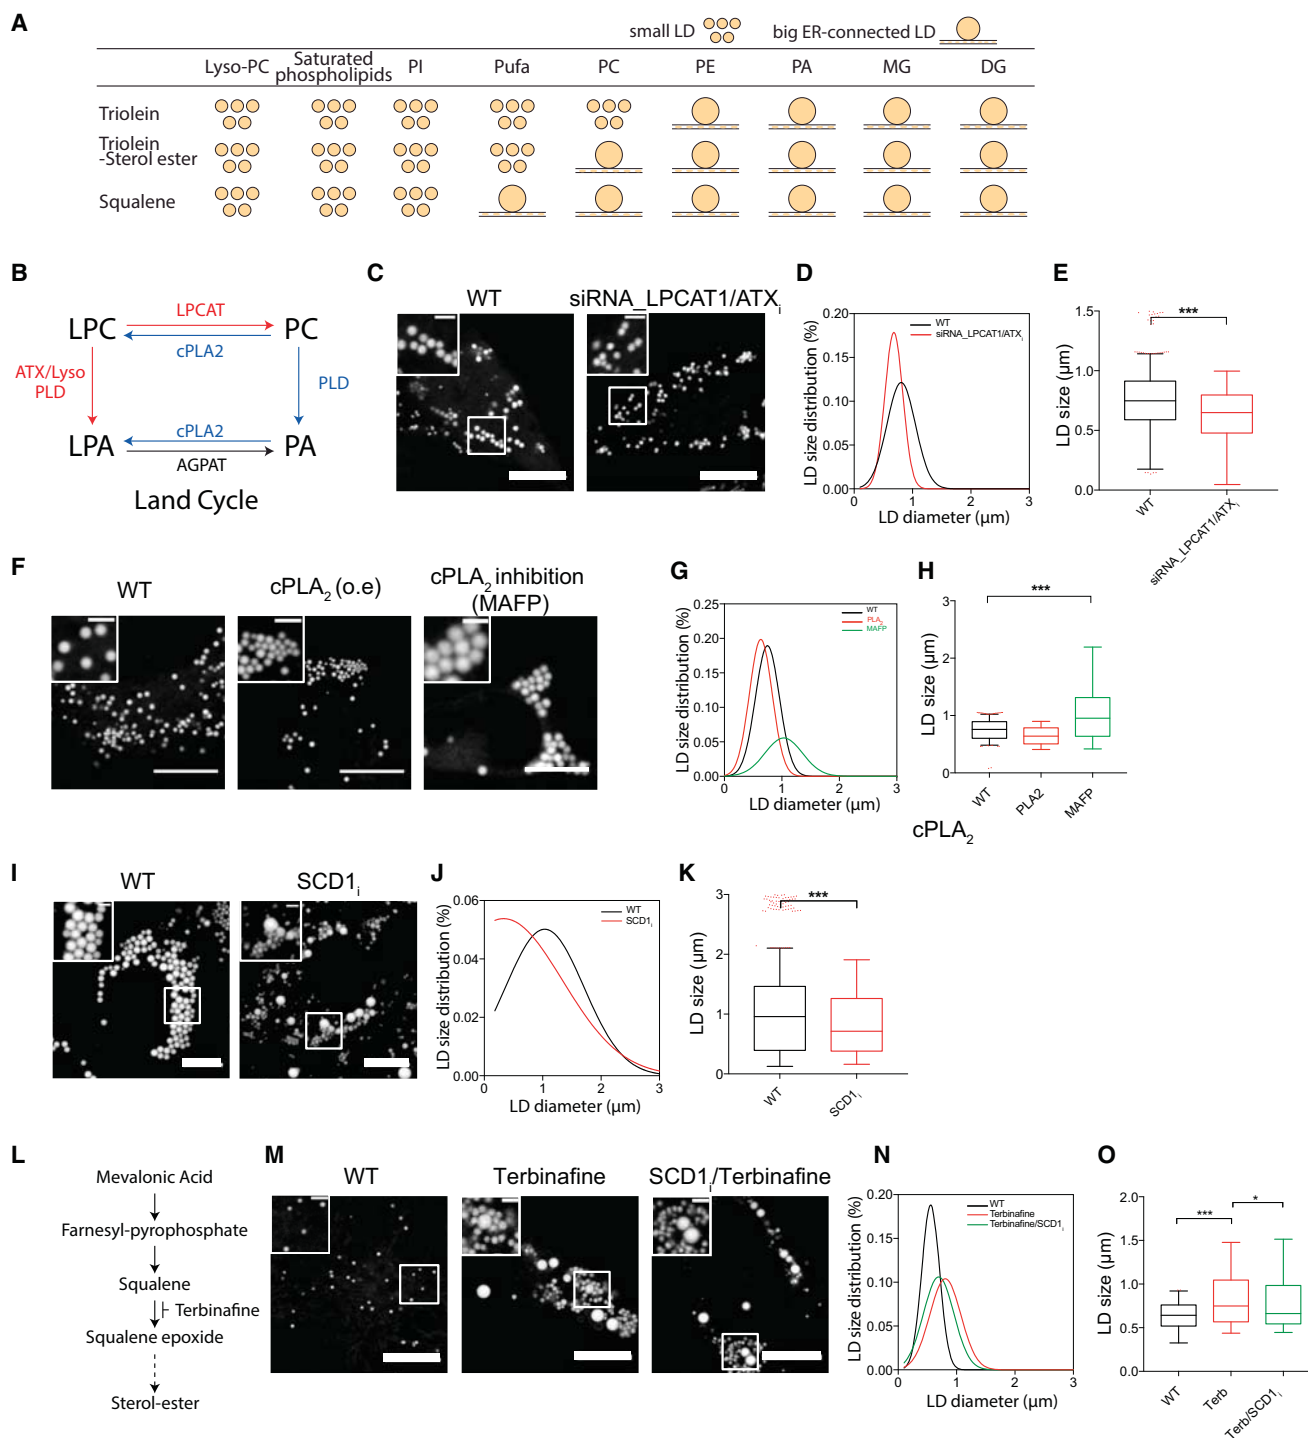 A
small LD
big ER-connected LD
Lyso-PC
Saturated
phospholipids
PI
Pufa
PC
PE
PA
MG
DG
Triolein
Triolein
-Sterol ester
Squalene
B
LPC
LPCAT
PC
cPLA2
ATX/Lyso
PLD
PLD
LPA
cPLA2
PA
AGPAT
Land Cycle
C
WT
siRNA_LPCAT1/ATXi
D
LD size distribution (%)
0.20
0.15
0.10
0.05
0.00
WT
siRNA_LPCAT1/ATXi
0
1
2
3
LD diameter (µm)
E
LD size (µm)
1.5
1.0
0.5
0.0
***
WT
siRNA_LPCAT1/ATXi
F
WT
cPLA2 (o.e)
cPLA2 inhibition
(MAFP)
G
LD size distribution (%)
0.25
0.20
0.15
0.10
0.05
0.00
WT
PLA2
MAFP
0
1
2
3
LD diameter (µm)
H
LD size (µm)
3
2
1
0
***
WT
PLA2
MAFP
cPLA2
I
WT
SCD1i
J
LD size distribution (%)
0.06
0.04
0.02
0.00
WT
SCD1i
0
1
2
3
LD diameter (µm)
K
LD size (µm)
3
2
1
0
***
WT
SCD1i
L
Mevalonic Acid
Farnesyl-pyrophosphate
Squalene
Terbinafine
Squalene epoxide
Sterol-ester
M
WT
Terbinafine
SCD1i/Terbinafine
N
LD size distribution (%)
0.20
0.15
0.10
0.05
0.00
WT
Terbinafine
Terbinafine/SCD1i
0
1
2
3
LD diameter (µm)
O
LD size (µm)
2.0
1.5
1.0
0.5
0.0
***
*
WT
Terb
Terb/SCD1i